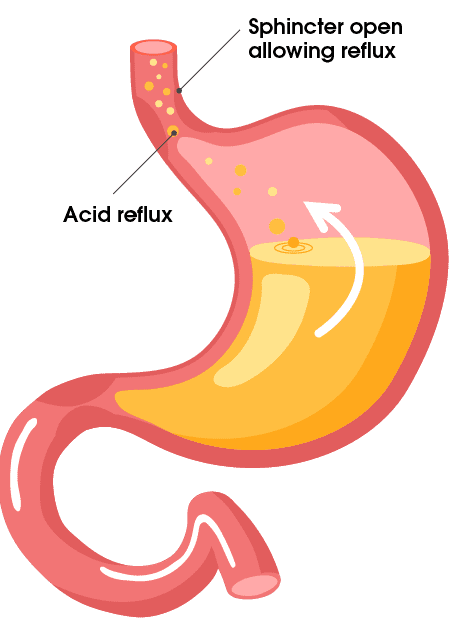 Sphincter open
allowing reflux
Acid reflux